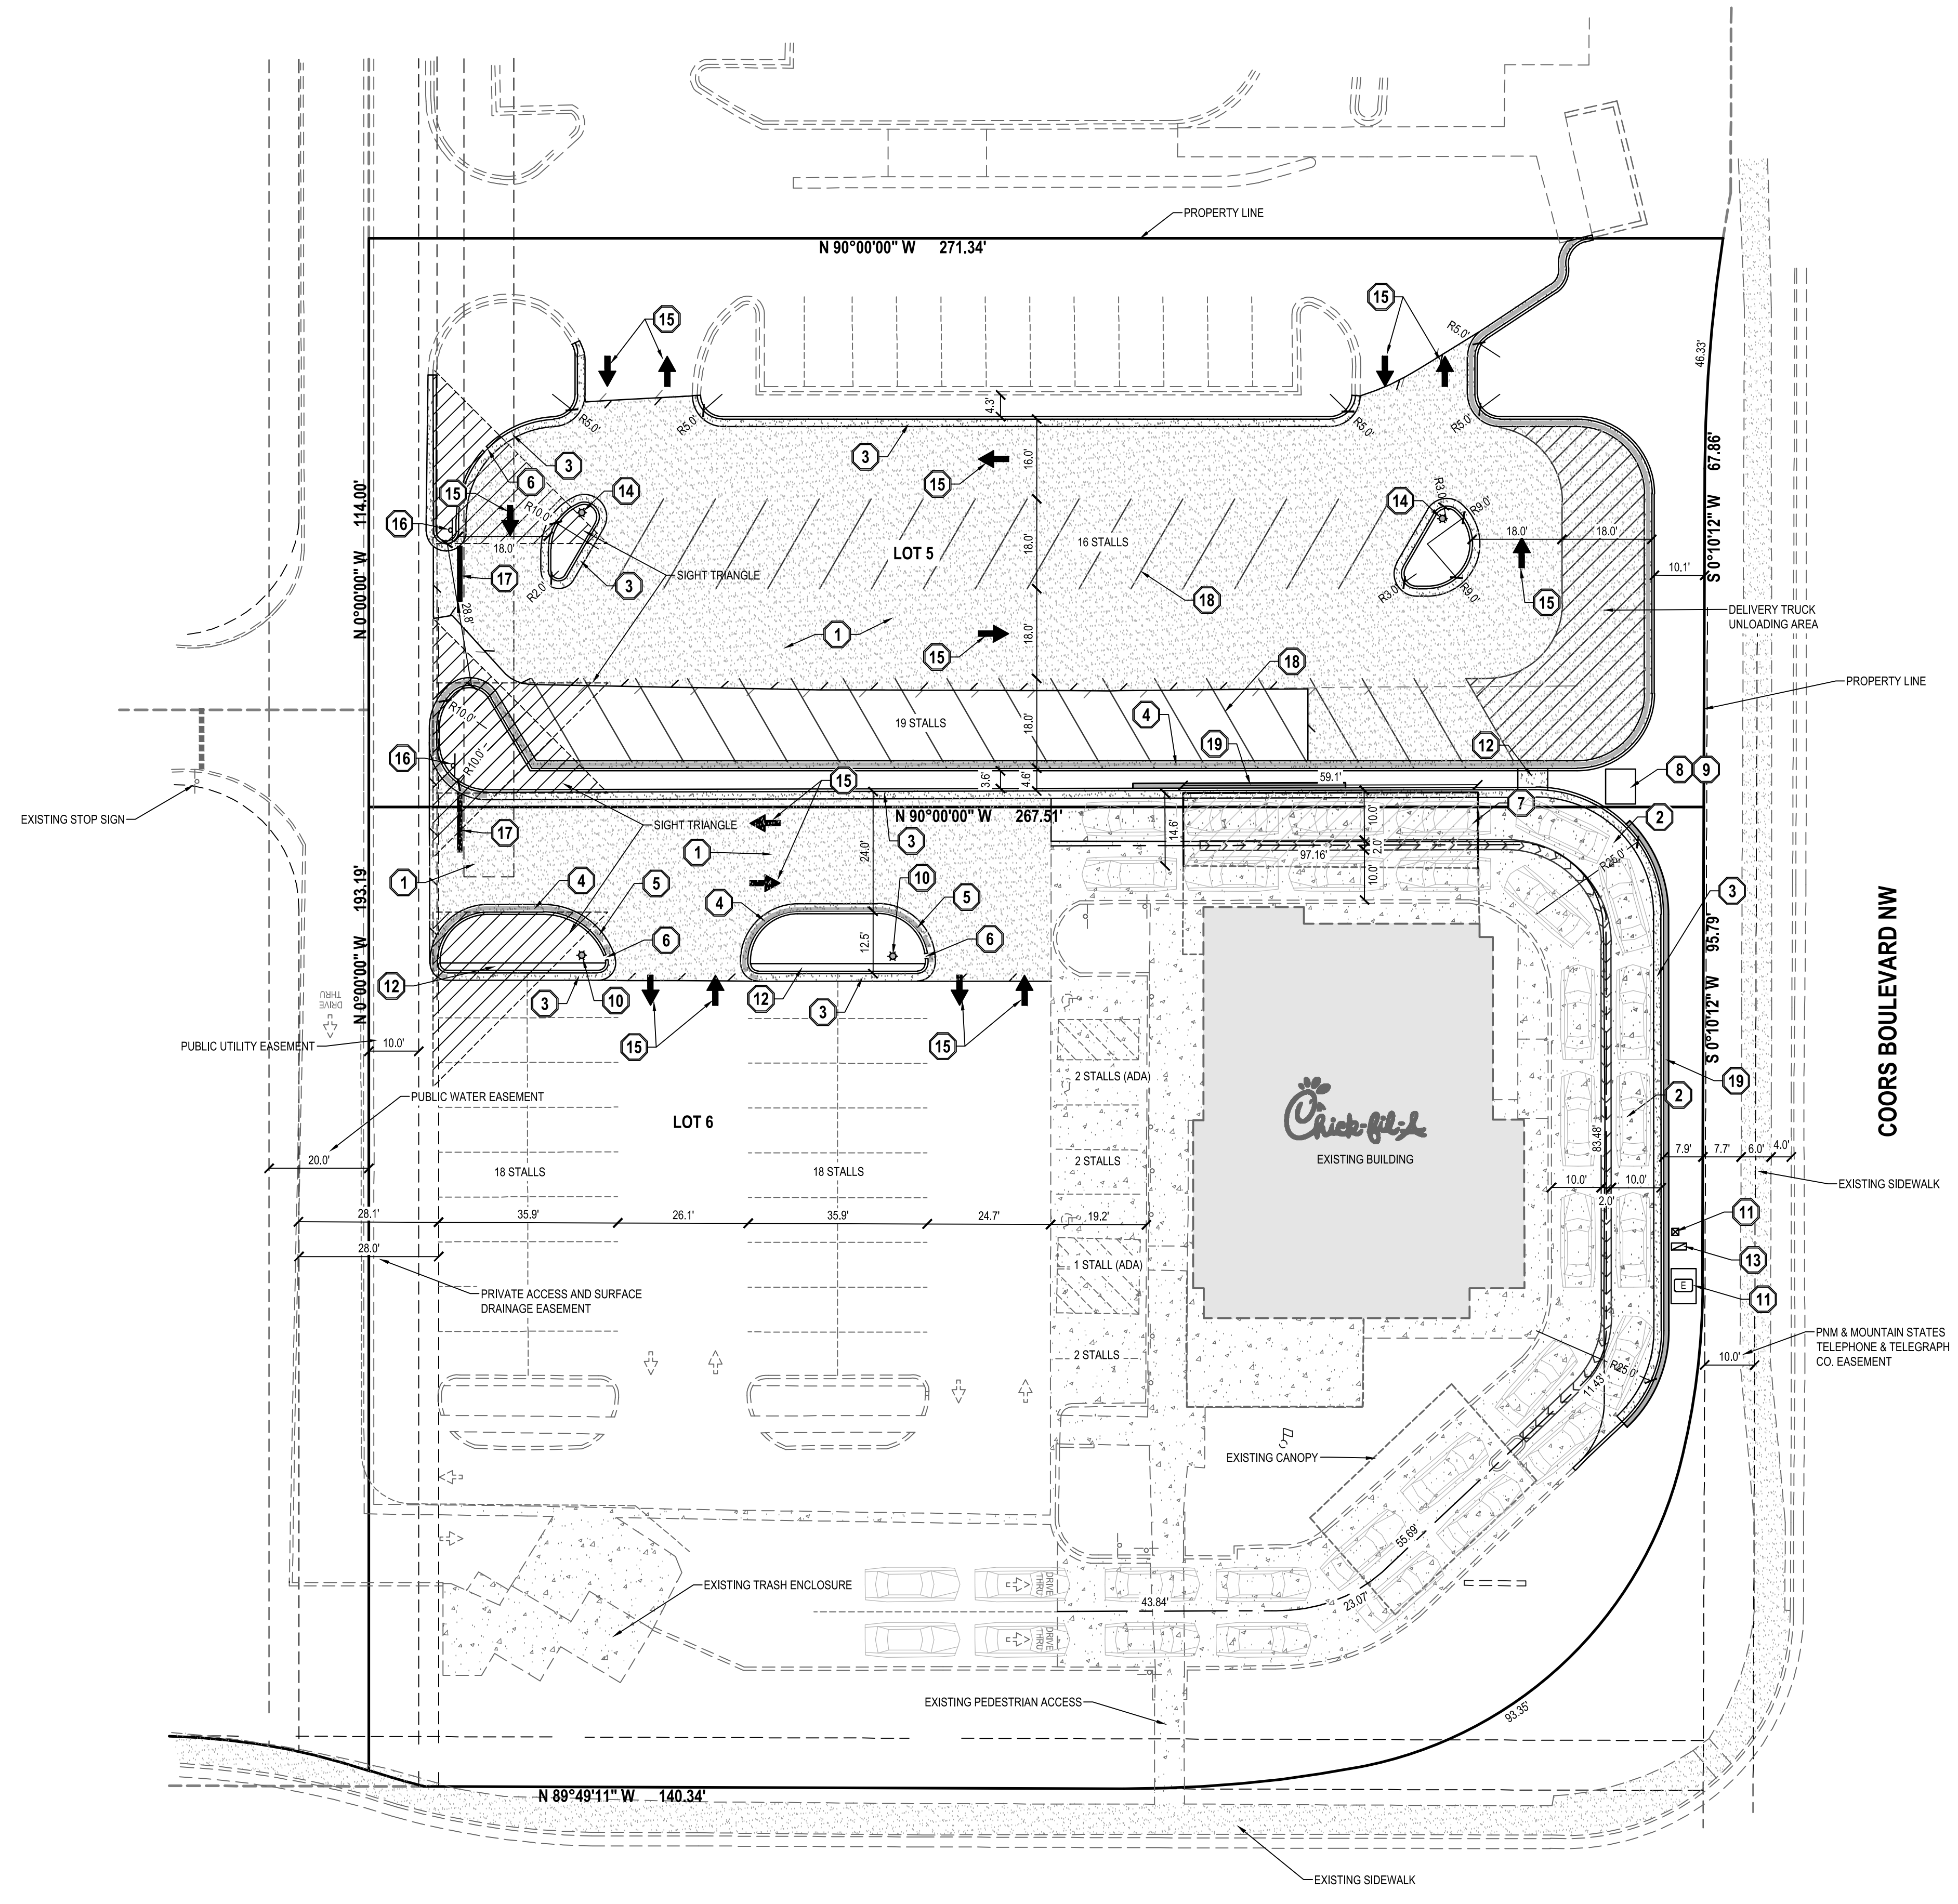 PROPERTY LINE
N 90°00'00" W 271.34'
15
15
R5.0'
46.33'
4.3'
R5.0'
R5.0'
R5.0'
R5.0'
3
3
16.0'
15
S 0°10'12" W 67.86'
6
15
14
14
R3.0'
R9.0'
N 0°00'00" W 114.00'
R10.0'
16
18.0'
18.0'
18.0'
LOT 5
18.0'
16 STALLS
10.1'
17
SIGHT TRIANGLE
3
R2.0'
R3.0'
R9.0'
18
15
28.8'
DELIVERY TRUCK
UNLOADING AREA
1
18.0'
15
18
PROPERTY LINE
R10.0'
19 STALLS
18.0'
4
19
12
16
R10.0'
15
3.6'
4.6'
59.1'
8
9
EXISTING STOP SIGN
17
SIGHT TRIANGLE
N 90°00'00" W 267.51'
3
7
2
14.6'
10.0'
2.0'
97.16'
10.0'
R25.0'
1
24.0'
1
4
5
4
10
5
3
COORS BOULEVARD NW
N 0°00'00" W 193.19'
6
12.5'
6
S 0°10'12" W 95.79'
12
3
10
12
3
DRIVE
THRU
15
15
PUBLIC UTILITY EASEMENT
10.0'
2 STALLS (ADA)
19
PUBLIC WATER EASEMENT
LOT 6
Chick-fil-A
2
EXISTING BUILDING
83.48'
20.0'
18 STALLS
18 STALLS
2 STALLS
7.9'
7.7'
6.0'
4.0'
10.0'
10.0'
2.0'
EXISTING SIDEWALK
28.1'
35.9'
26.1'
35.9'
24.7'
19.2'
11
28.0'
1 STALL (ADA)
13
PRIVATE ACCESS AND SURFACE
DRAINAGE EASEMENT
E
11
2 STALLS
10.0'
PNM & MOUNTAIN STATES
TELEPHONE & TELEGRAPH
CO. EASEMENT
R25.0'
11.43'
EXISTING CANOPY
55.69'
EXISTING TRASH ENCLOSURE
DRIVE
THRU
43.84'
23.07'
DRIVE
THRU
EXISTING PEDESTRIAN ACCESS
93.35'
N 89°49'11" W 140.34'
EXISTING SIDEWALK